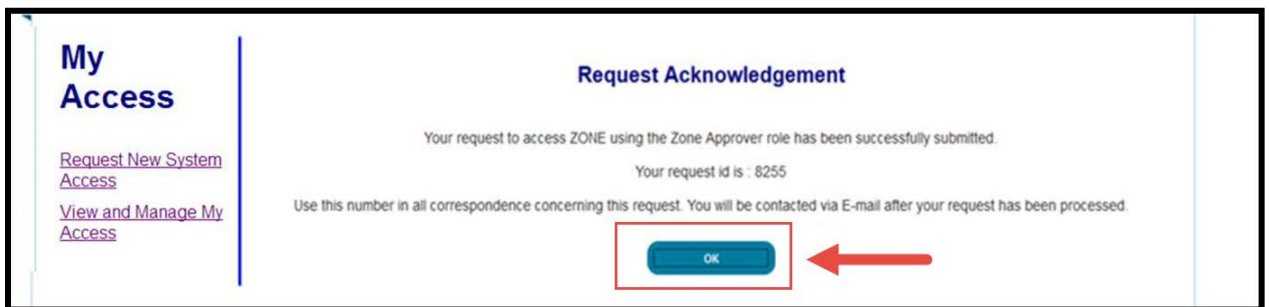 My
Access
Request New System
Access
View and Manage My
Access
Request Acknowledgement
Your request to access ZONE using the Zone Approver role has been successfully submitted.
Your request id is : 8255
Use this number in all correspondence concerning this request. You will be contacted via E-mail after your request has been processed.
OK